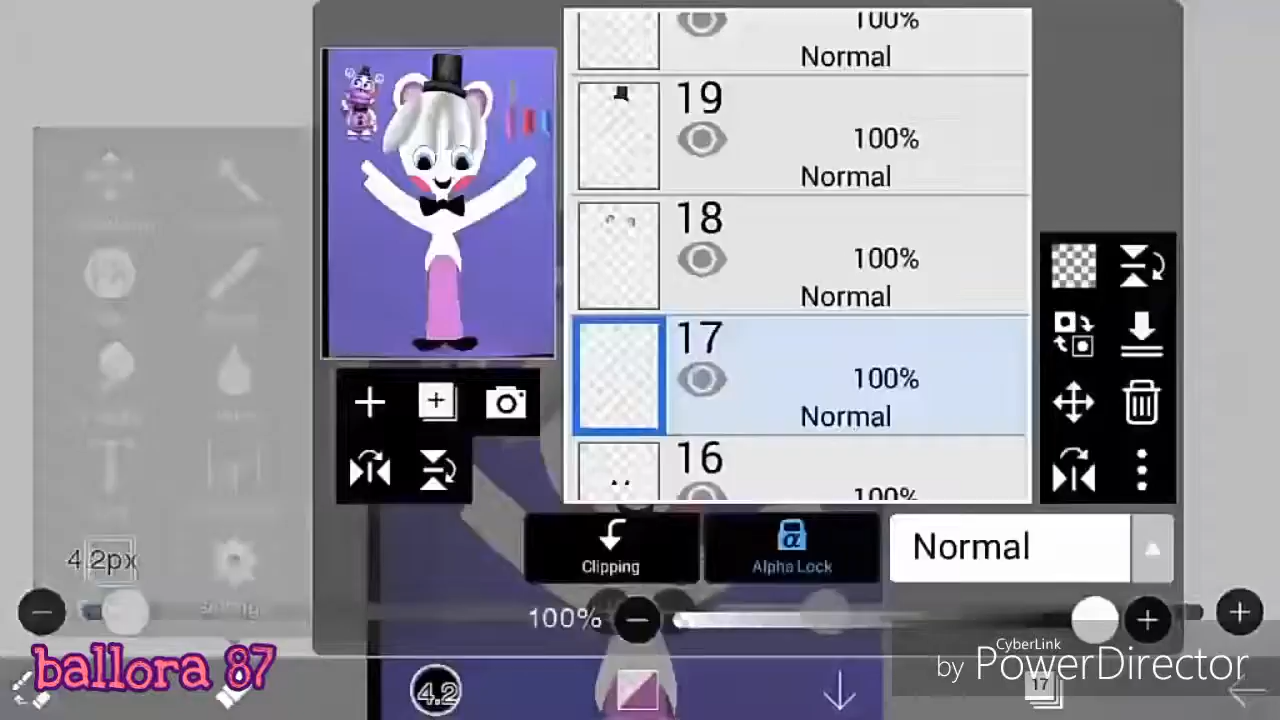 100%
Normal
19
100%
Normal
18
100%
Normal
17
100%
Normal
16
100%
Clipping
α
Alpha Lock
Normal
4.2px
100%
ballora 87
4.2
17
CyberLink
by PowerDirector